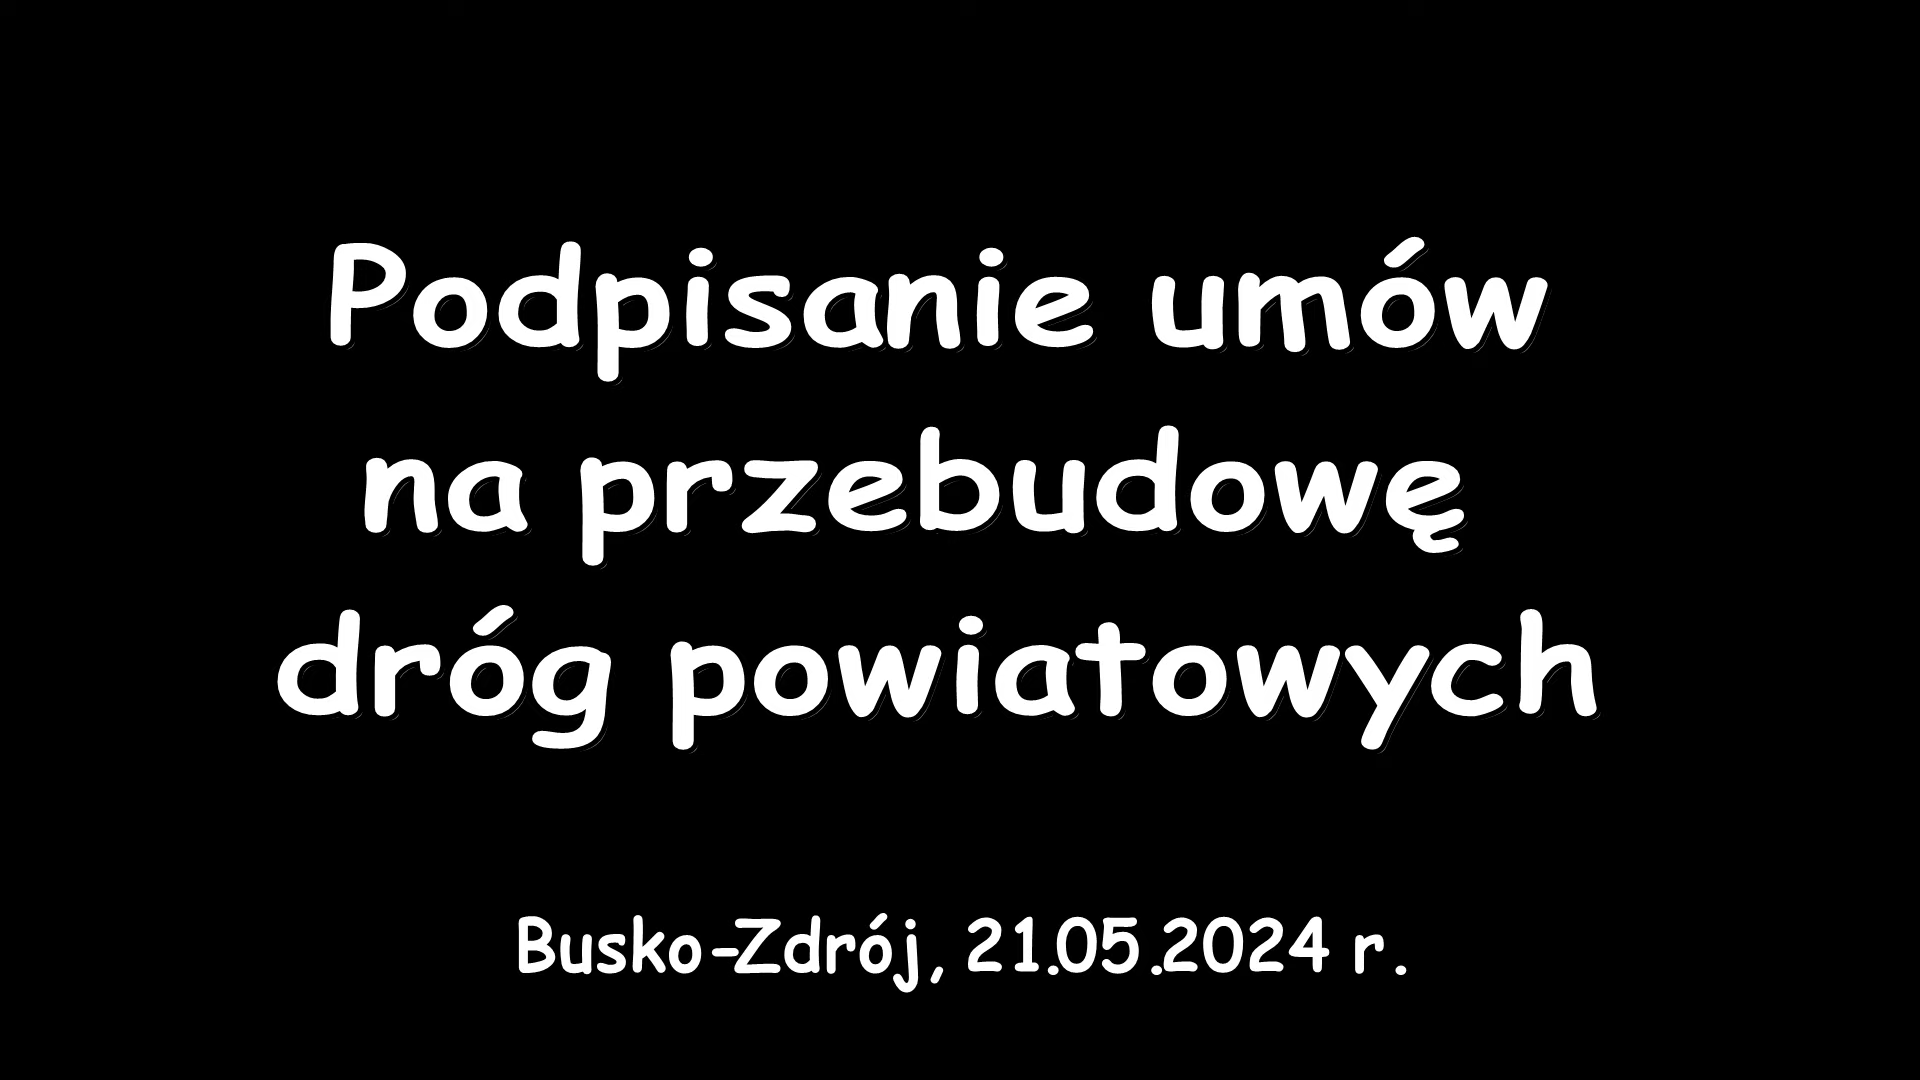 Podpisanie umów
na przebudowę
dróg powiatowych
Busko-Zdrój, 21.05.2024 r.